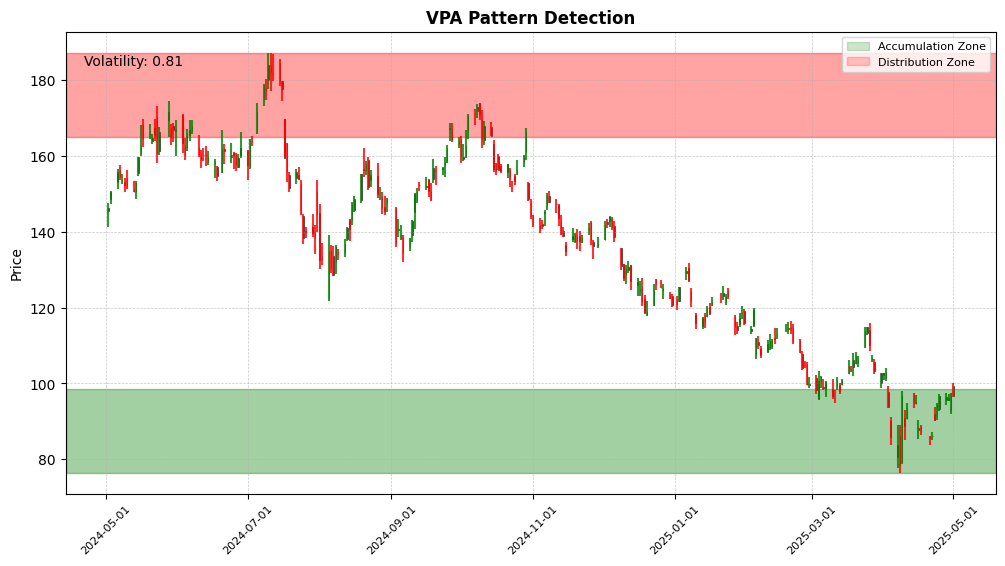 VPA Pattern Detection
Volatility: 0.81
Accumulation Zone
Distribution Zone
Price
180
160
140
120
100
80
2024-05-01
2024-07-01
2024-09-01
2024-11-01
2025-01-01
2025-03-01
2025-05-01